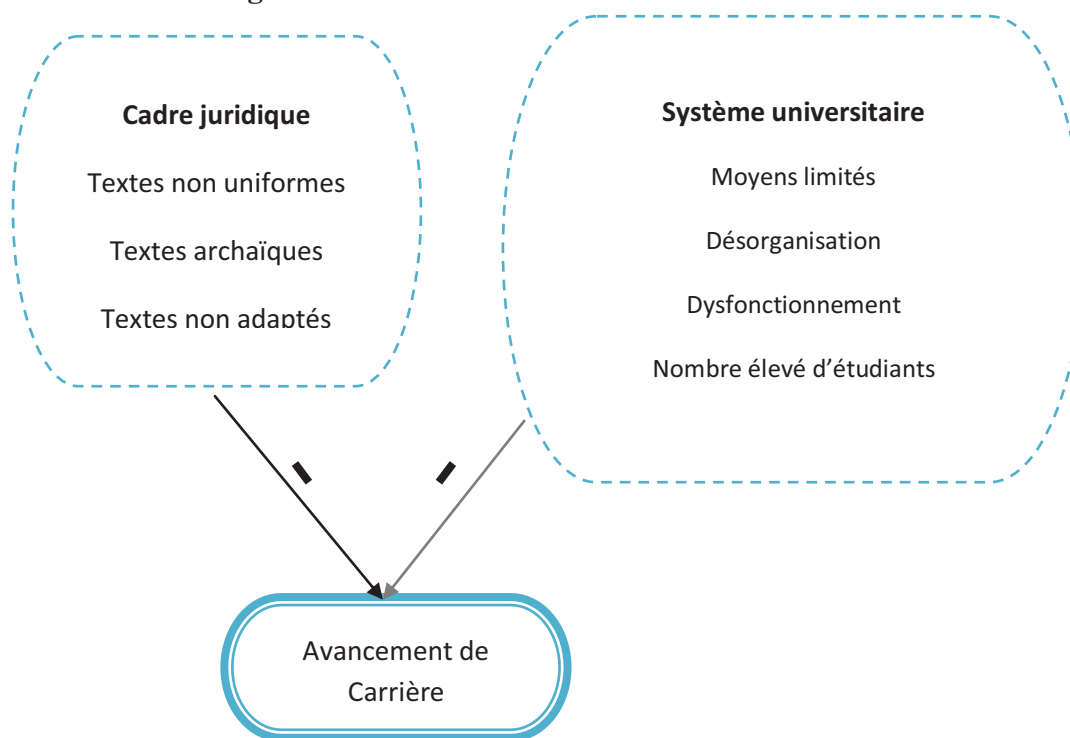 Cadre juridique
Textes non uniformes
Textes archaïques
Textes non adaptés
Système universitaire
Moyens limités
Désorganisation
Dysfonctionnement
Nombre élevé d’étudiants
Avancement de
Carrière